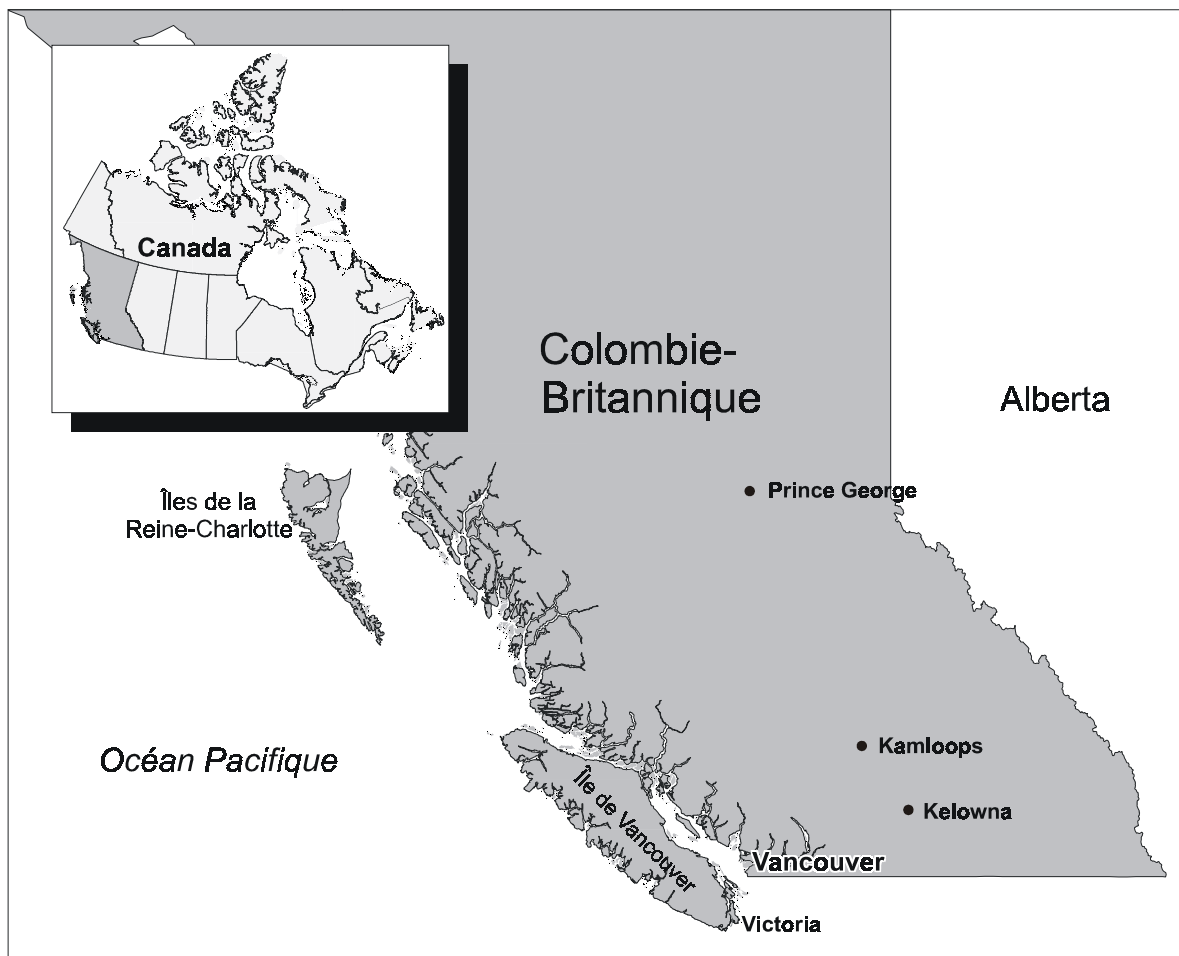 Canada
Colombie-
Britannique
Alberta
Prince George
Îles de la
Reine-Charlotte
Océan Pacifique
Kamloops
Île de Vancouver
Kelowna
Vancouver
Victoria